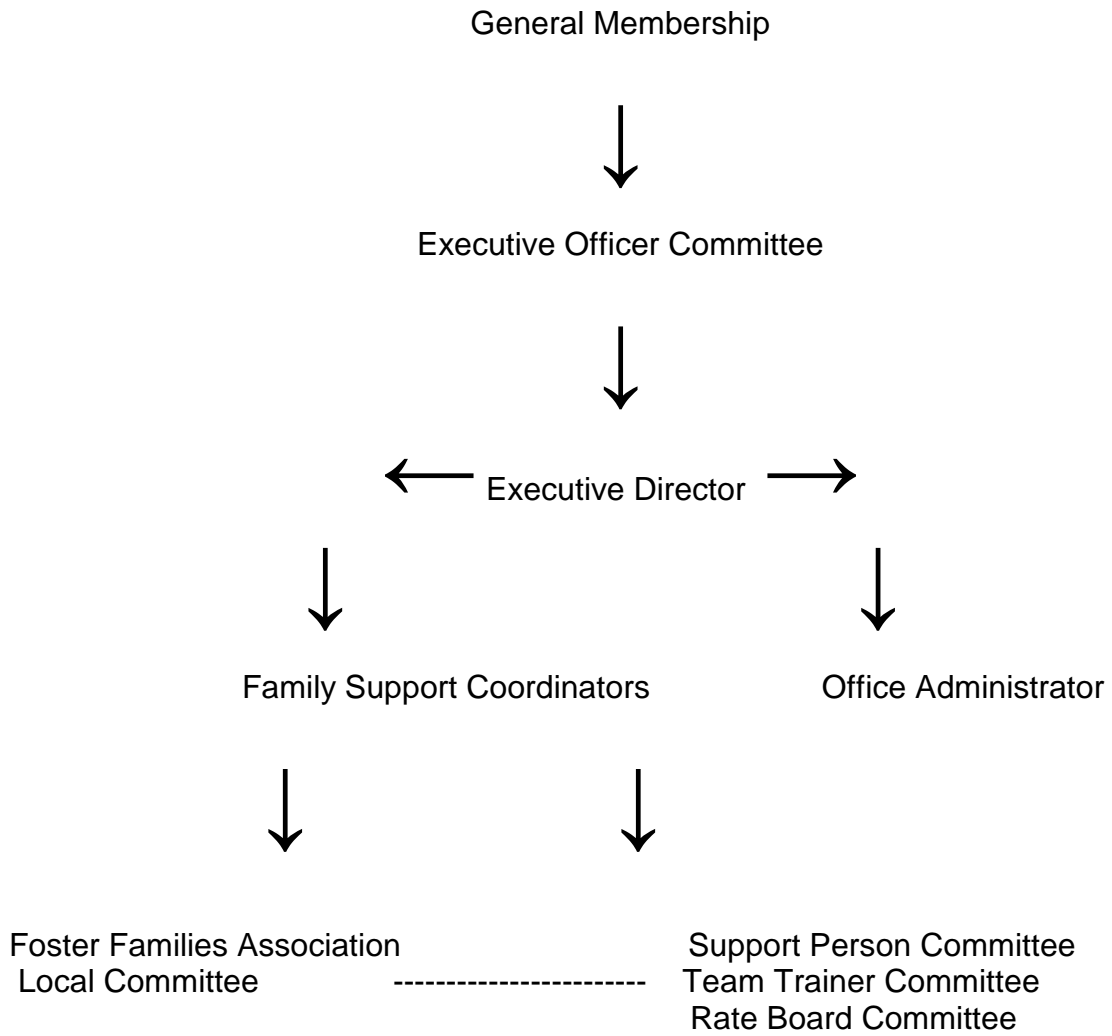 General Membership
Executive Officer Committee
Executive Director
Family Support Coordinators Office Administrator
Foster Families Association Support Person Committee
Local Committee ------------------------ Team Trainer Committee
Rate Board Committee